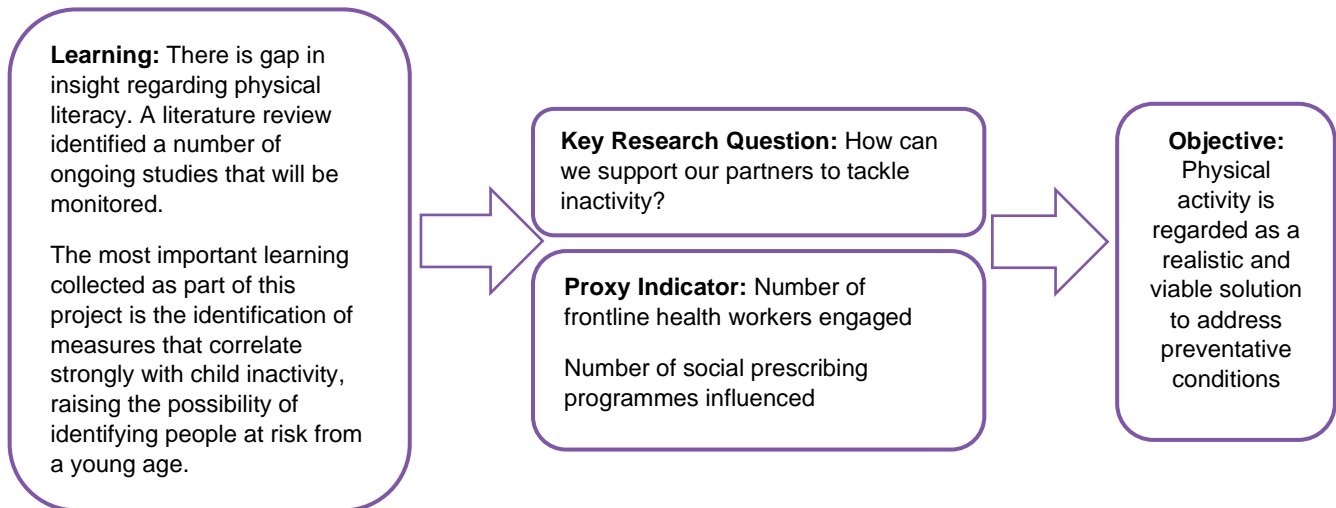 Learning: There is gap in
insight regarding physical
literacy. A literature review
identified a number of
ongoing studies that will be
monitored.
The most important learning
collected as part of this
project is the identification of
measures that correlate
strongly with child inactivity,
raising the possibility of
identifying people at risk from
a young age.
Key Research Question: How can
we support our partners to tackle
inactivity?
Proxy Indicator: Number of
frontline health workers engaged
Number of social prescribing
programmes influenced
Objective:
Physical
activity is
regarded as a
realistic and
viable solution
to address
preventative
conditions